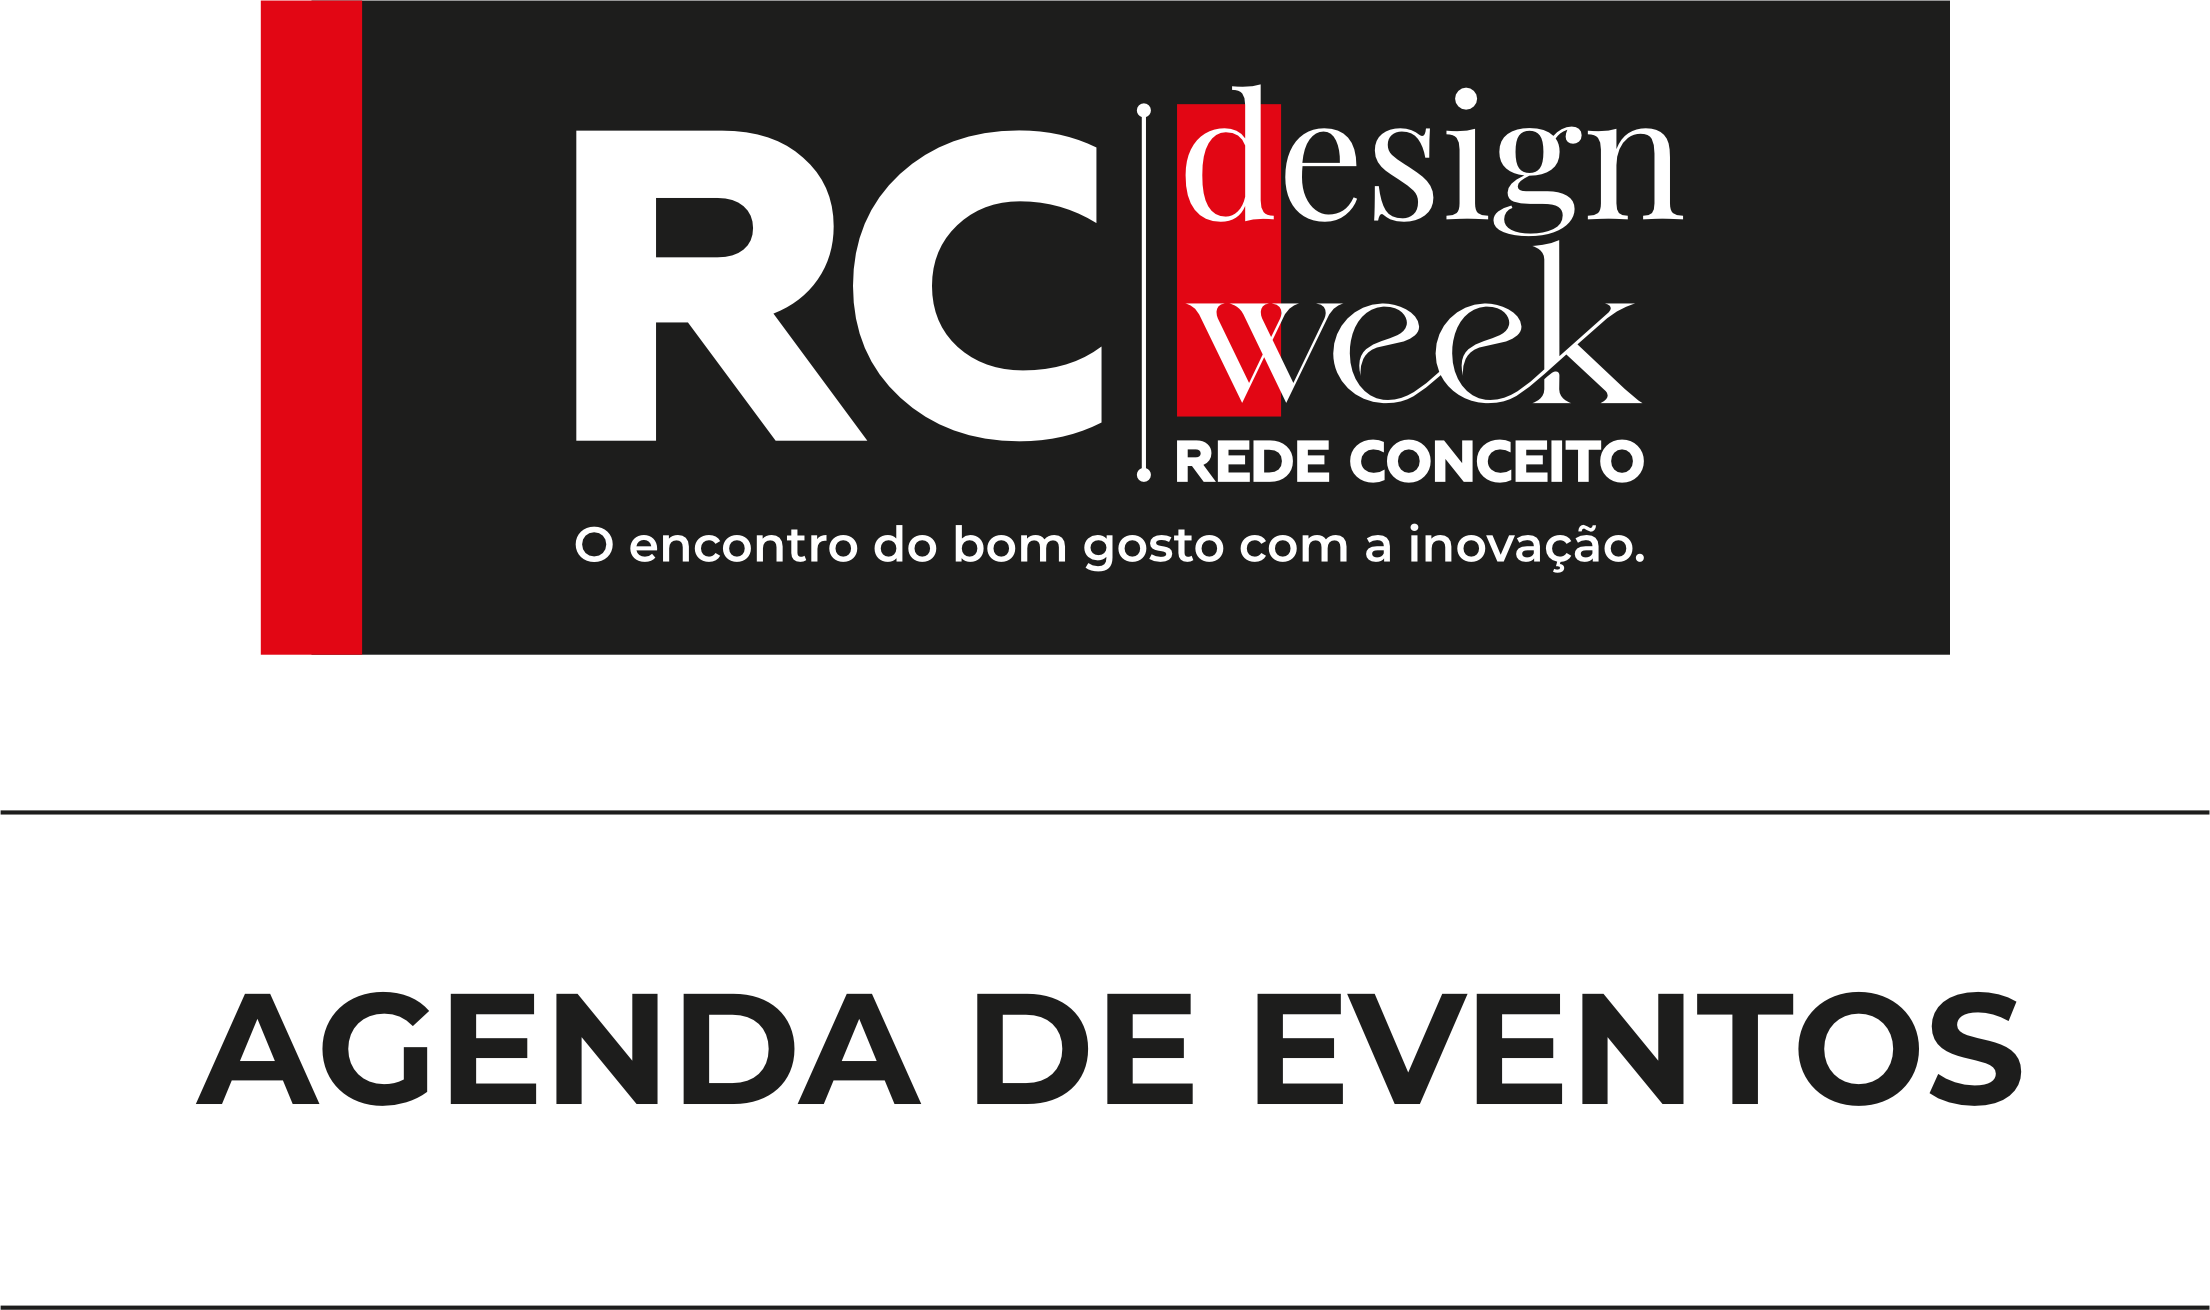 RC
design
week
REDE CONCEITO
O encontro do bom gosto com a inovação.
AGENDA DE EVENTOS